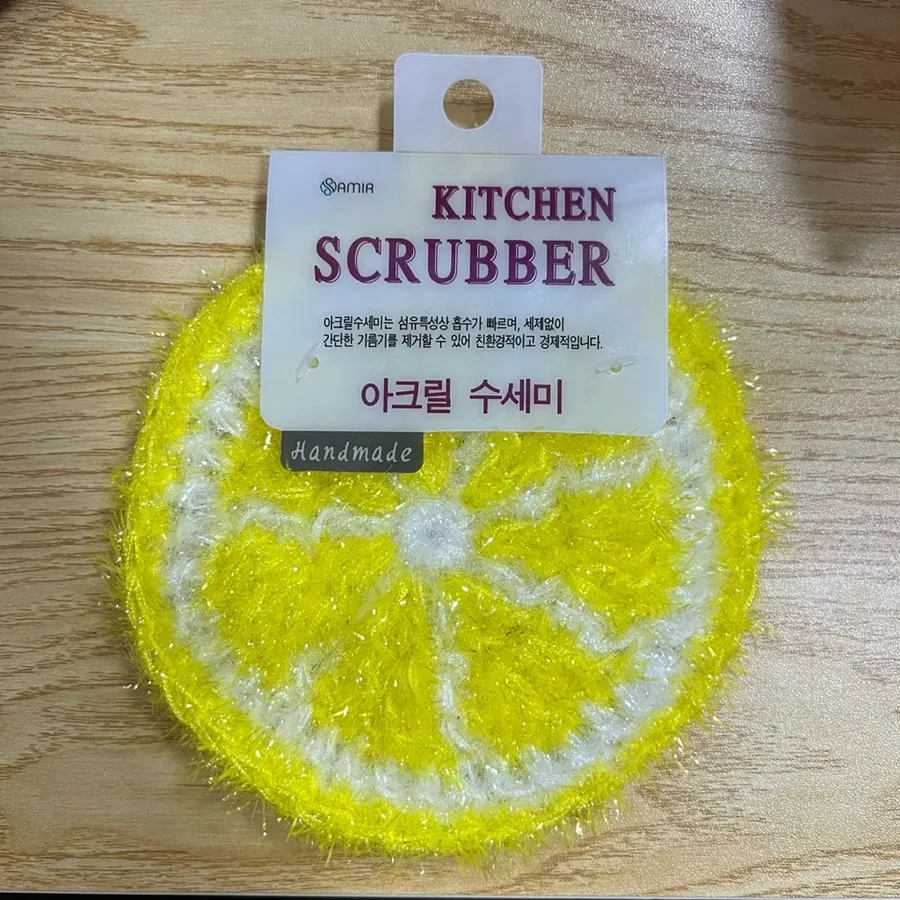 AMIR
KITCHEN
SCRUBBER
아크릴수세미는 섬유특성상 흡수가 빠르며, 세제없이
간단한 기름기를 제거할 수 있어 친환경적이고 경제적입니다.
아크릴 수세미
Handmade